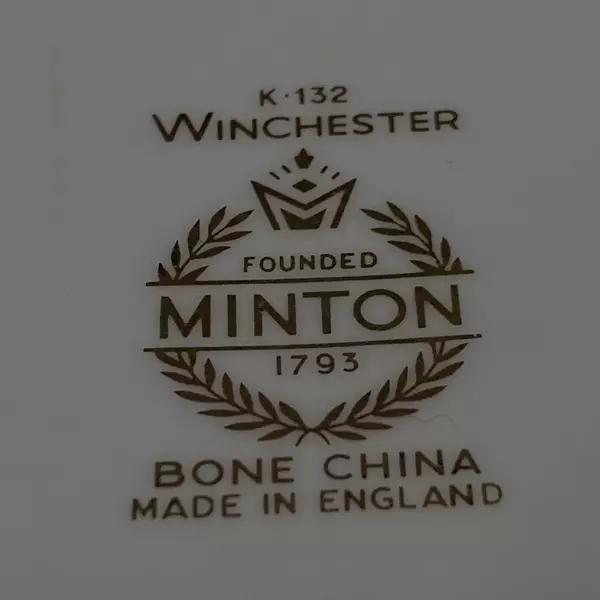 K·132
WINCHESTER
FOUNDED
MINTON
1793
BONE CHINA
MADE IN ENGLAND